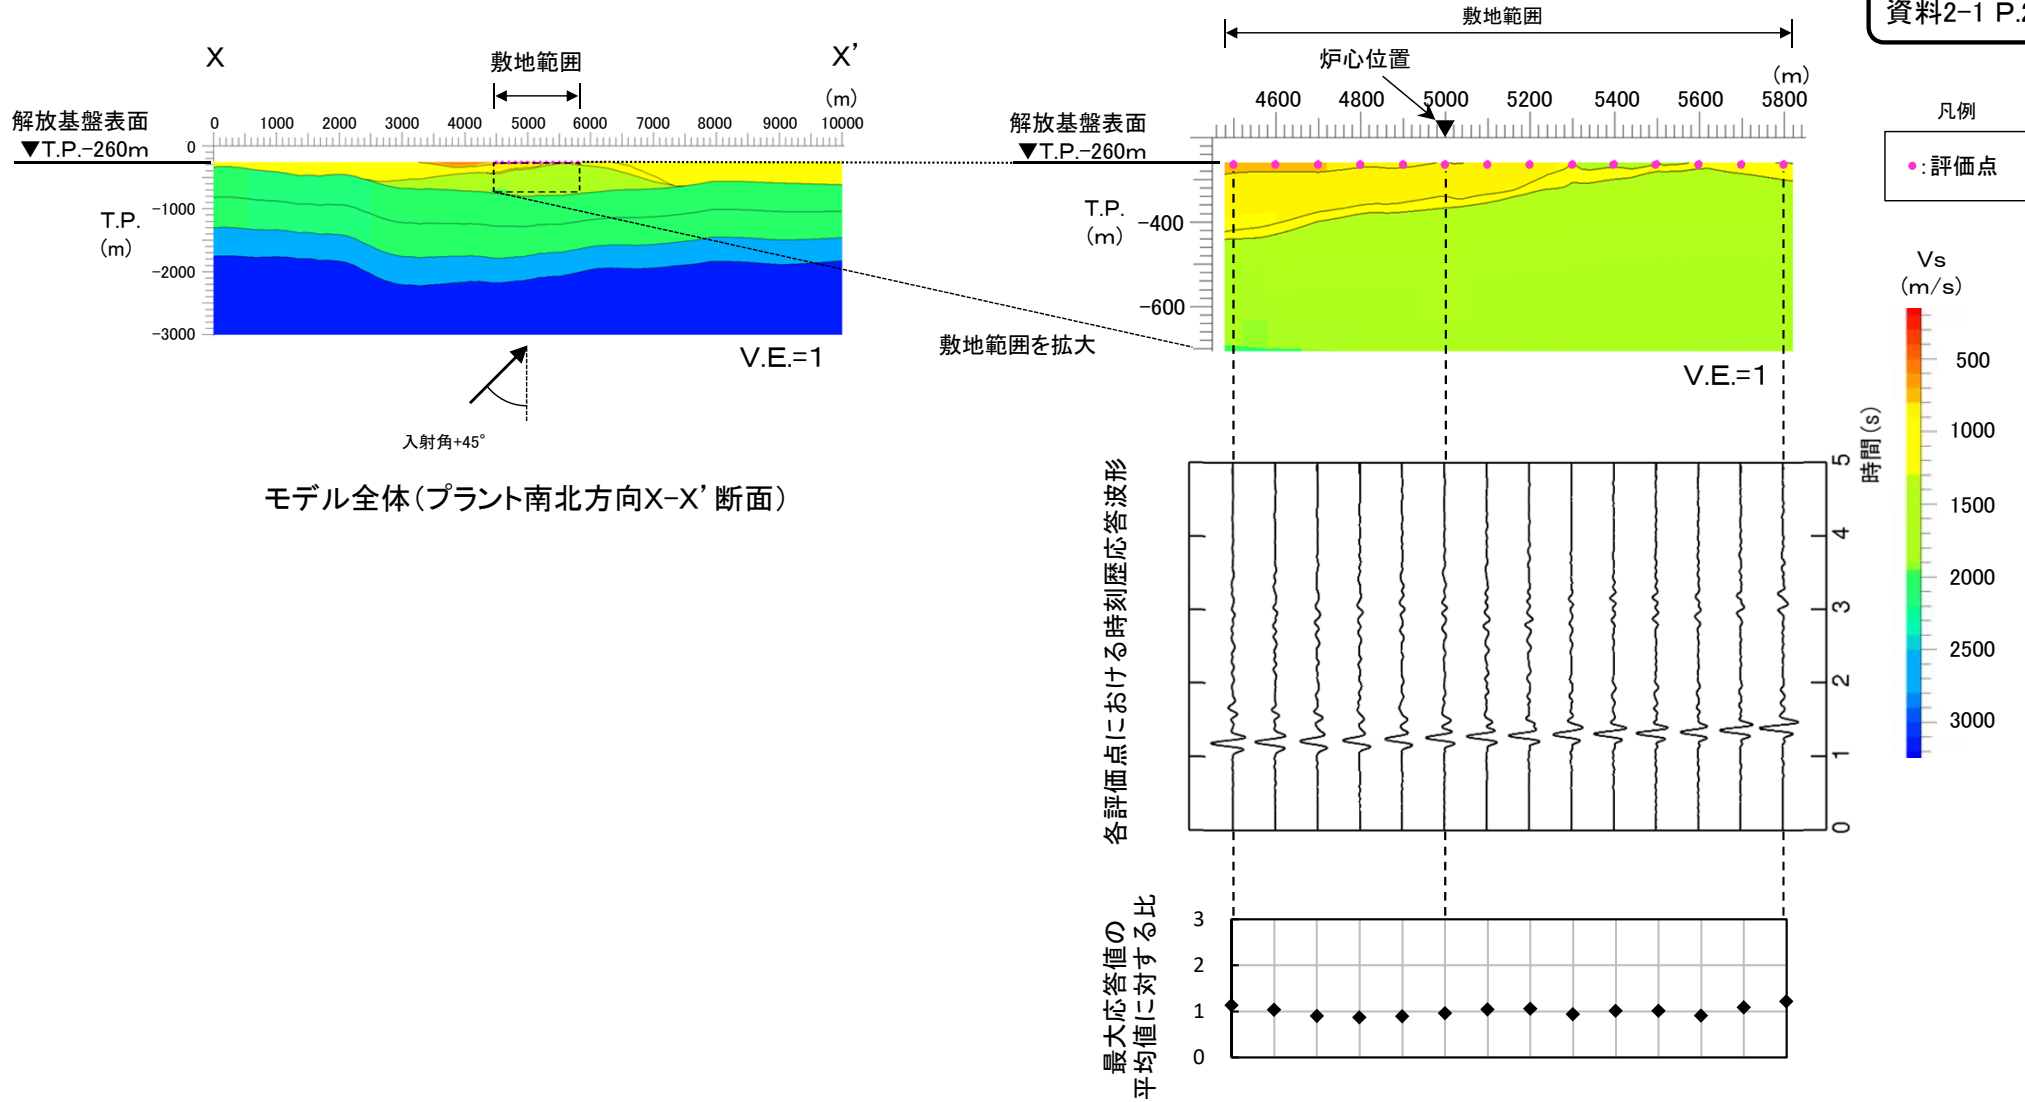 資料2-1 P.2
X
X’
敷地範囲
(m)
解放基盤表面
▼T.P.-260m
0 1000 2000 3000 4000 5000 6000 7000 8000 9000 10000
0
-1000
-2000
-3000
T.P.
(m)
V.E.=1
入射角+45°
モデル全体(プラント南北方向X-X’断面)
敷地範囲
炉心位置
(m)
4600 4800 5000 5200 5400 5600 5800
解放基盤表面
▼T.P.-260m
T.P.
(m)
-400
-600
敷地範囲を拡大
V.E.=1
凡例
:評価点
Vs
(m/s)
500
1000
1500
2000
2500
3000
各評価点における時刻歴応答波形
時間(s)
5
4
3
2
1
0
最大応答値の
平均値に対する比
3
2
1
0